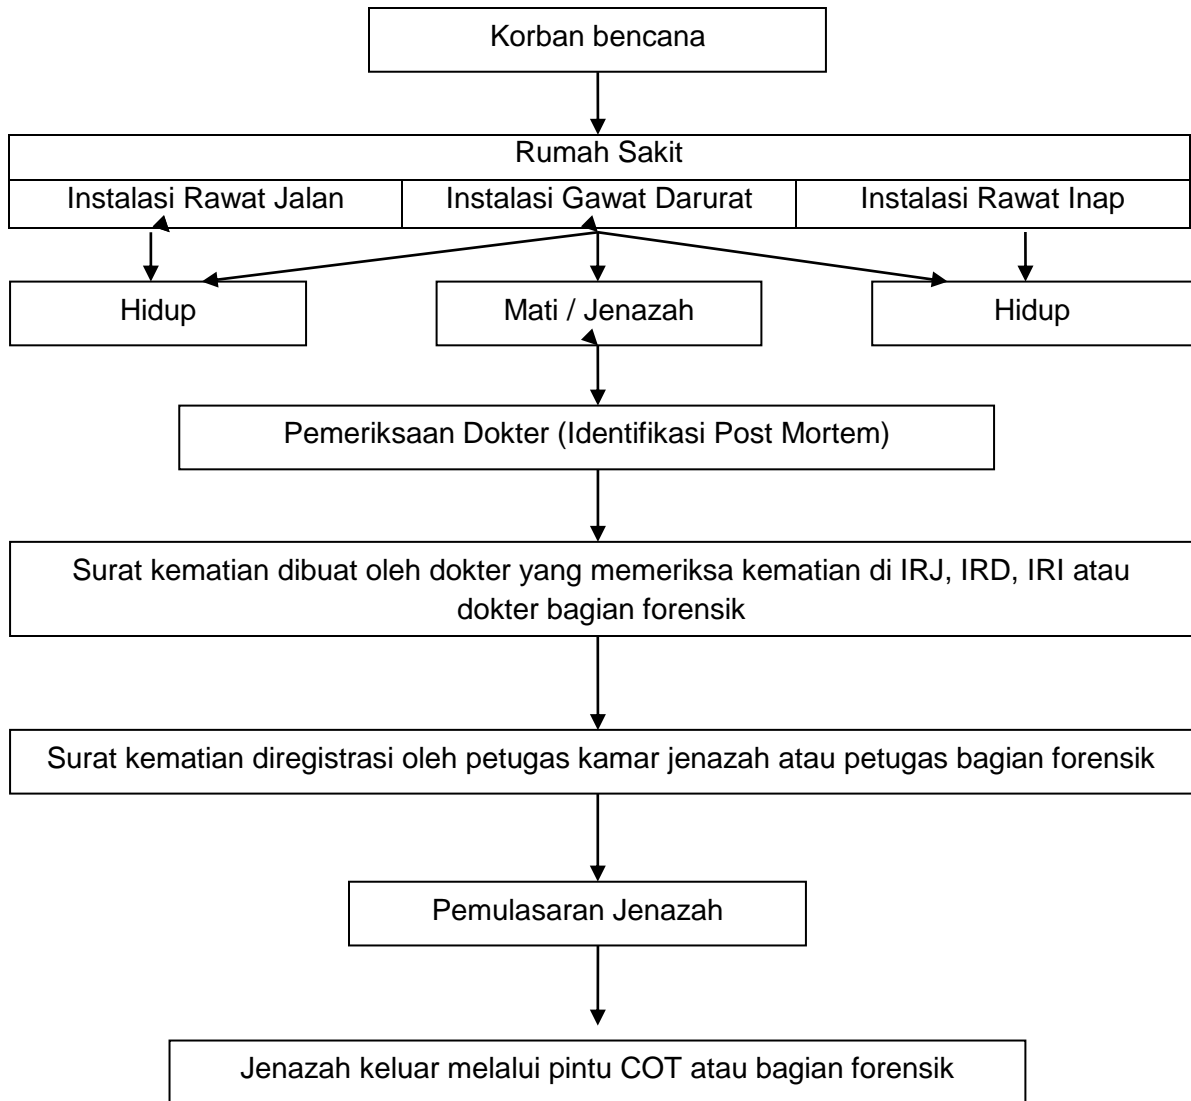 Korban bencana
Rumah Sakit
Instalasi Rawat Jalan
Instalasi Gawat Darurat
Instalasi Rawat Inap
Hidup
Mati / Jenazah
Hidup
Pemeriksaan Dokter (Identifikasi Post Mortem)
Surat kematian dibuat oleh dokter yang memeriksa kematian di IRJ, IRD, IRI atau
dokter bagian forensik
Surat kematian diregistrasi oleh petugas kamar jenazah atau petugas bagian forensik
Pemulasaran Jenazah
Jenazah keluar melalui pintu COT atau bagian forensik